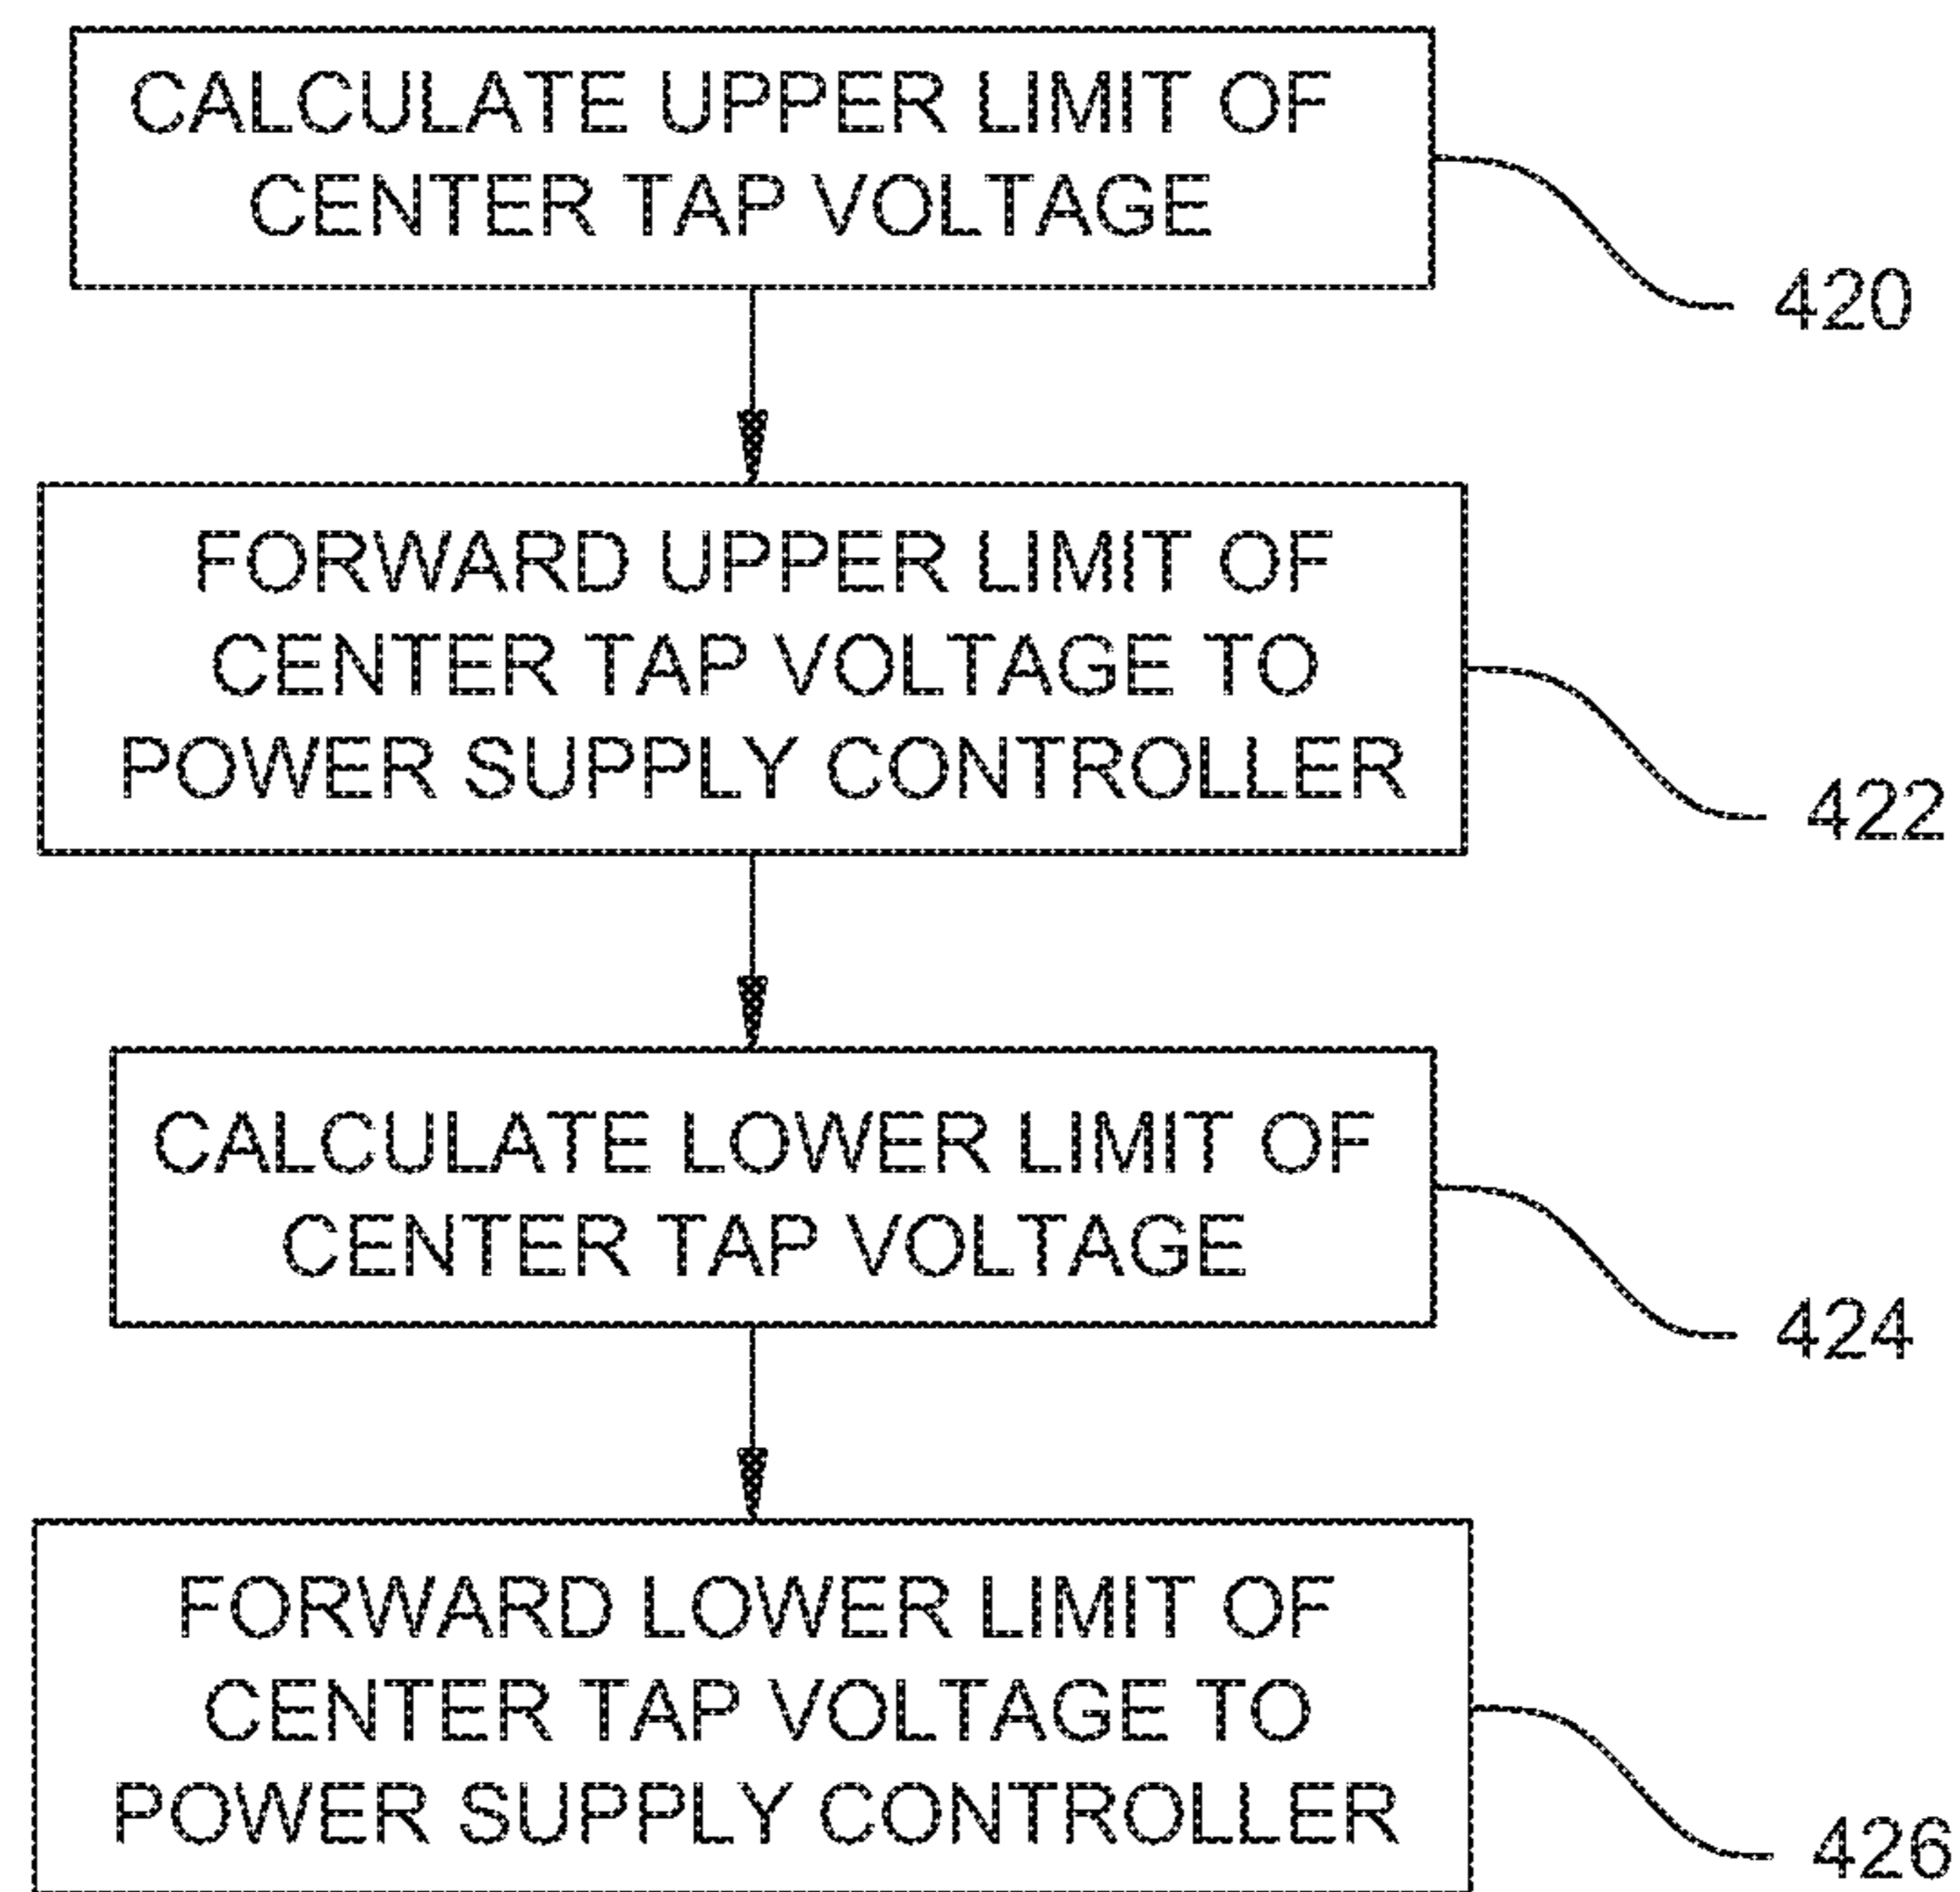 CALCULATE UPPER LIMIT OF
CENTER TAP VOLTAGE
420
FORWARD UPPER LIMIT OF
CENTER TAP VOLTAGE TO
POWER SUPPLY CONTROLLER
422
CALCULATE LOWER LIMIT OF
CENTER TAP VOLTAGE
424
FORWARD LOWER LIMIT OF
CENTER TAP VOLTAGE TO
POWER SUPPLY CONTROLLER
426